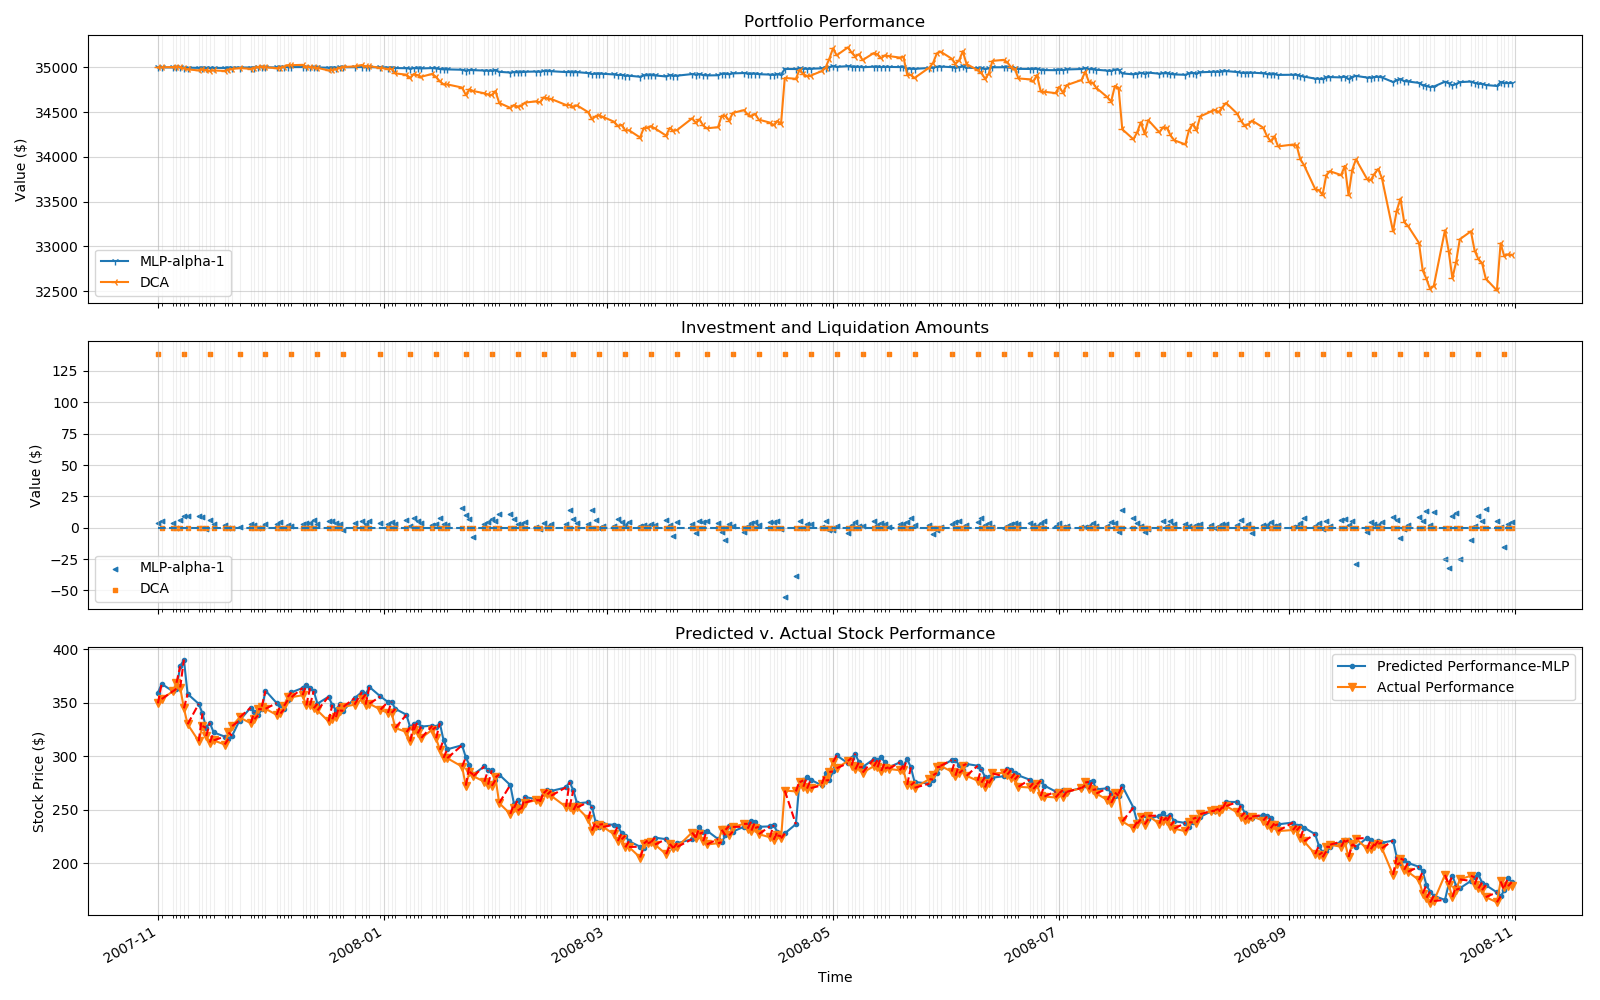 Portfolio Performance
35000
34500
34000
33500
33000
32500
Value ($)
MLP-alpha-1
DCA
Investment and Liquidation Amounts
125
100
75
50
25
0
−25
−50
Value ($)
MLP-alpha-1
DCA
Predicted v. Actual Stock Performance
400
350
300
250
200
Stock Price ($)
Predicted Performance-MLP
Actual Performance
2007-11
2008-01
2008-03
2008-05
2008-07
2008-09
2008-11
Time